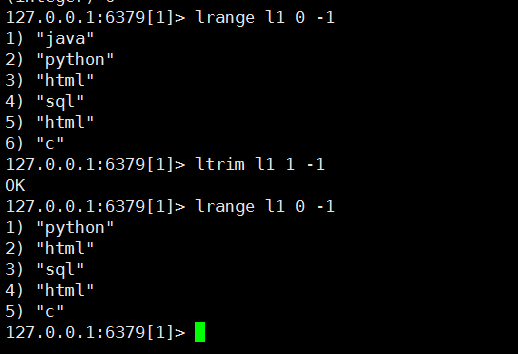 127.0.0.1:6379[1]> lrange l1 0 -1
1) "java"
2) "python"
3) "html"
4) "sql"
5) "html"
6) "c"
127.0.0.1:6379[1]> ltrim l1 1 -1
OK
127.0.0.1:6379[1]> lrange l1 0 -1
1) "python"
2) "html"
3) "sql"
4) "html"
5) "c"
127.0.0.1:6379[1]>